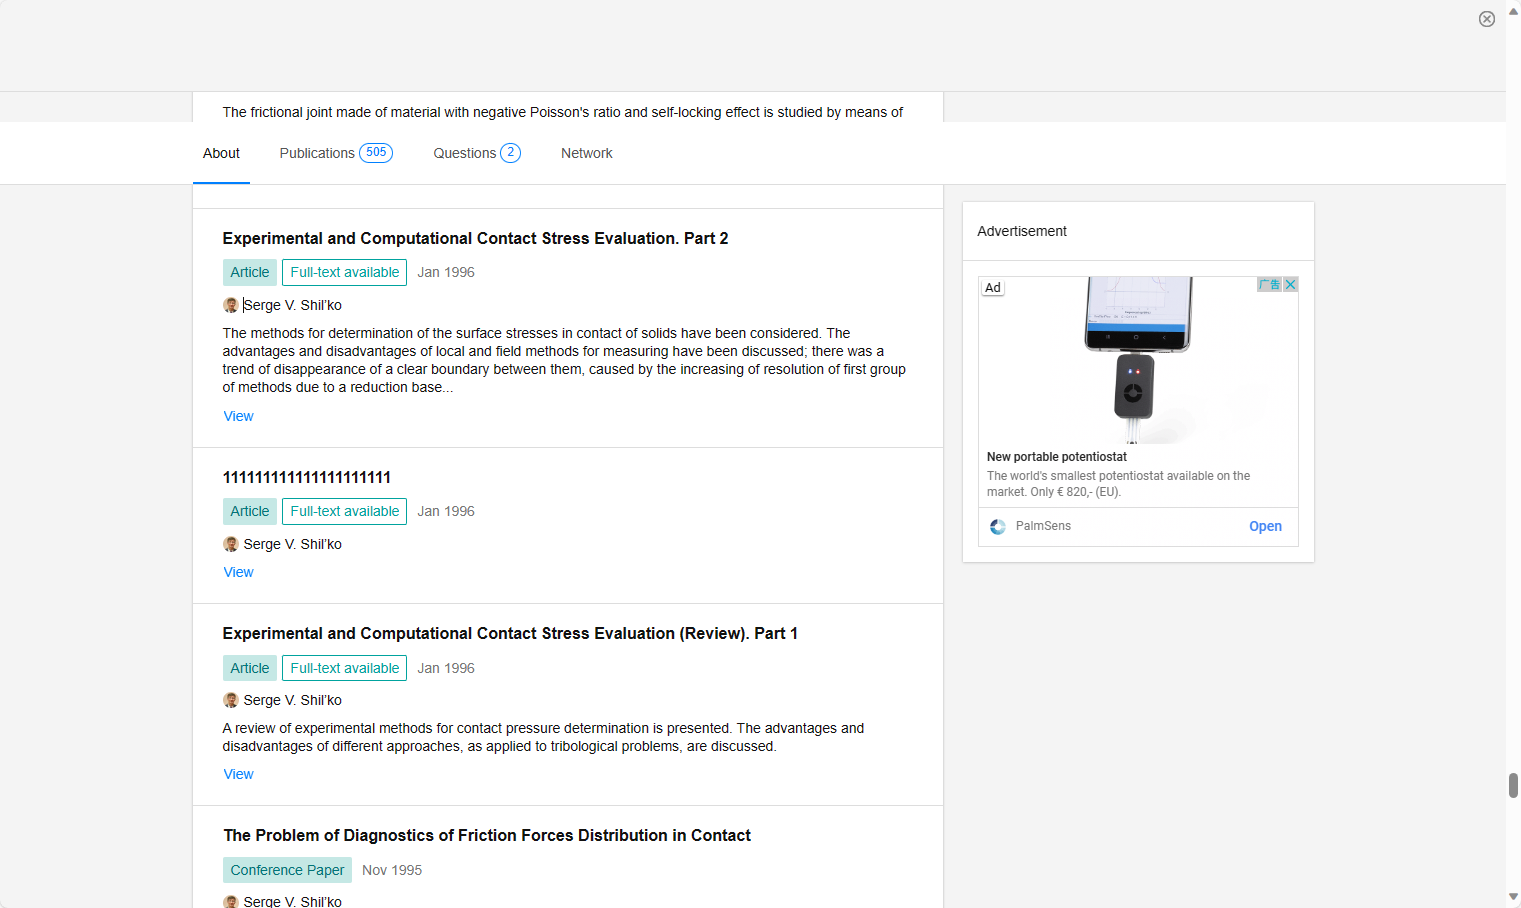 The frictional joint made of material with negative Poisson's ratio and self-locking effect is studied by means of
About
Publications 505
Questions 2
Network
Experimental and Computational Contact Stress Evaluation. Part 2
Article Full-text available Jan 1996
Serge V. Shil'ko
The methods for determination of the surface stresses in contact of solids have been considered. The
advantages and disadvantages of local and field methods for measuring have been discussed; there was a
trend of disappearance of a clear boundary between them, caused by the increasing of resolution of first group
of methods due to a reduction base...
View
111111111111111111111
Article Full-text available Jan 1996
Serge V. Shil'ko
View
Experimental and Computational Contact Stress Evaluation (Review). Part 1
Article Full-text available Jan 1996
Serge V. Shil'ko
A review of experimental methods for contact pressure determination is presented. The advantages and
disadvantages of different approaches, as applied to tribological problems, are discussed.
View
The Problem of Diagnostics of Friction Forces Distribution in Contact
Conference Paper Nov 1995
Serge V. Shil'ko
Advertisement
Ad
广告
New portable potentiostat
The world's smallest potentiostat available on the
market. Only € 820,- (EU).
PalmSens
Open